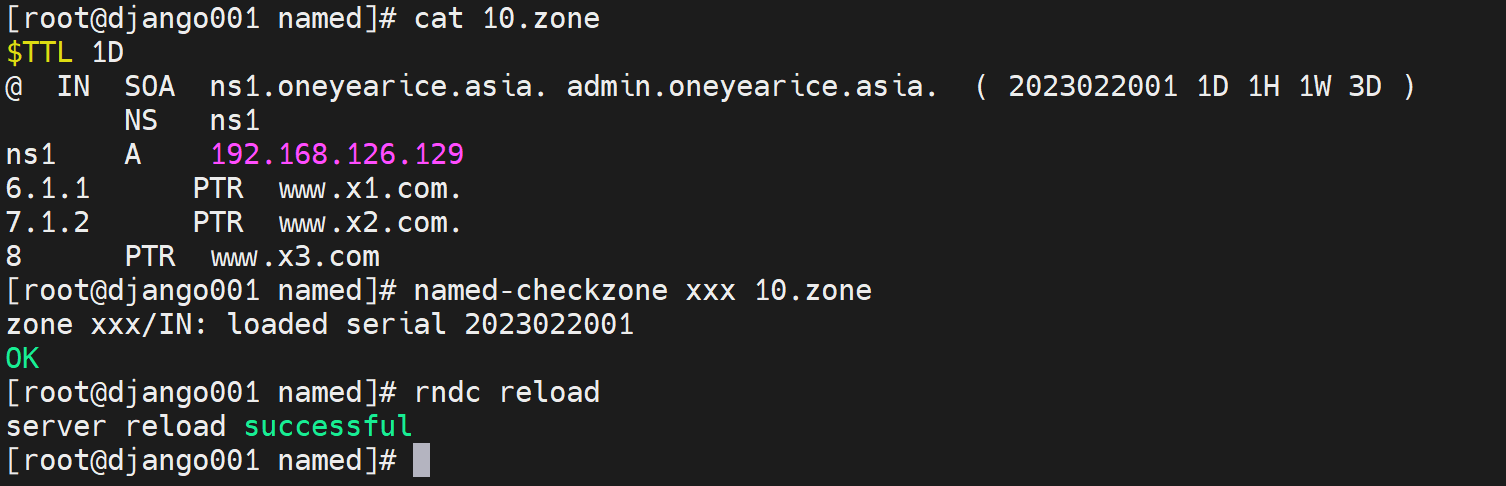 [root@django001 named]# cat 10.zone
$TTL 1D
@  IN  SOA  ns1.oneyearice.asia. admin.oneyearice.asia.  ( 2023022001 1D 1H 1W 3D )
       NS   ns1
ns1    A    192.168.126.129
6.1.1      PTR  www.x1.com.
7.1.2      PTR  www.x2.com.
8      PTR  www.x3.com
[root@django001 named]# named-checkzone xxx 10.zone
zone xxx/IN: loaded serial 2023022001
OK
[root@django001 named]# rndc reload
server reload successful
[root@django001 named]#